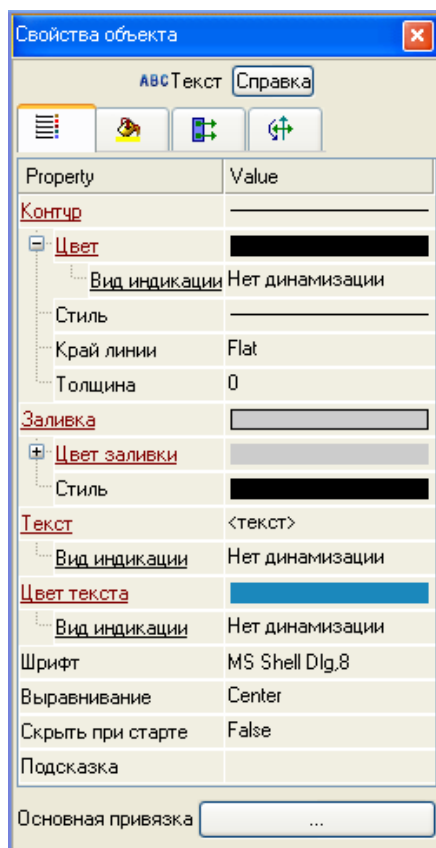 Свойства объекта
ABC Текст Справка
Property Value
Контур
Цвет
Вид индикации Нет динамизации
Стиль
Край линии Flat
Толщина 0
Заливка
Цвет заливки
Стиль
Текст <текст>
Вид индикации Нет динамизации
Цвет текста
Вид индикации Нет динамизации
Шрифт MS Shell Dlg,8
Выравнивание Center
Скрыть при старте False
Подсказка
Основная привязка ...